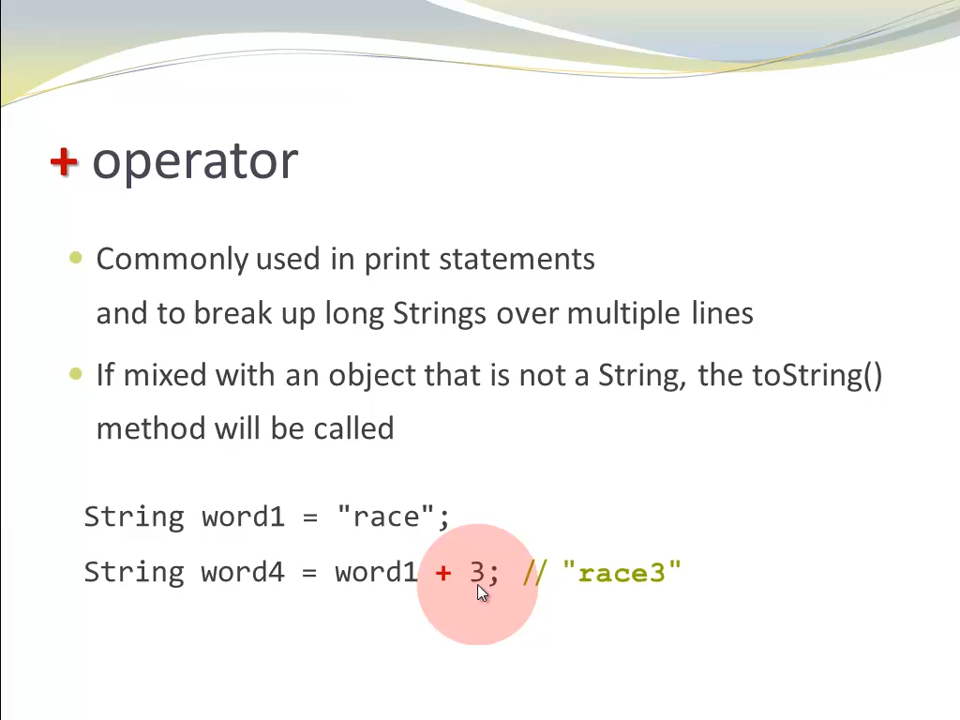 + operator
Commonly used in print statements
and to break up long Strings over multiple lines
If mixed with an object that is not a String, the toString()
method will be called
String word1 = "race";
String word4 = word1 + 3; // "race3"